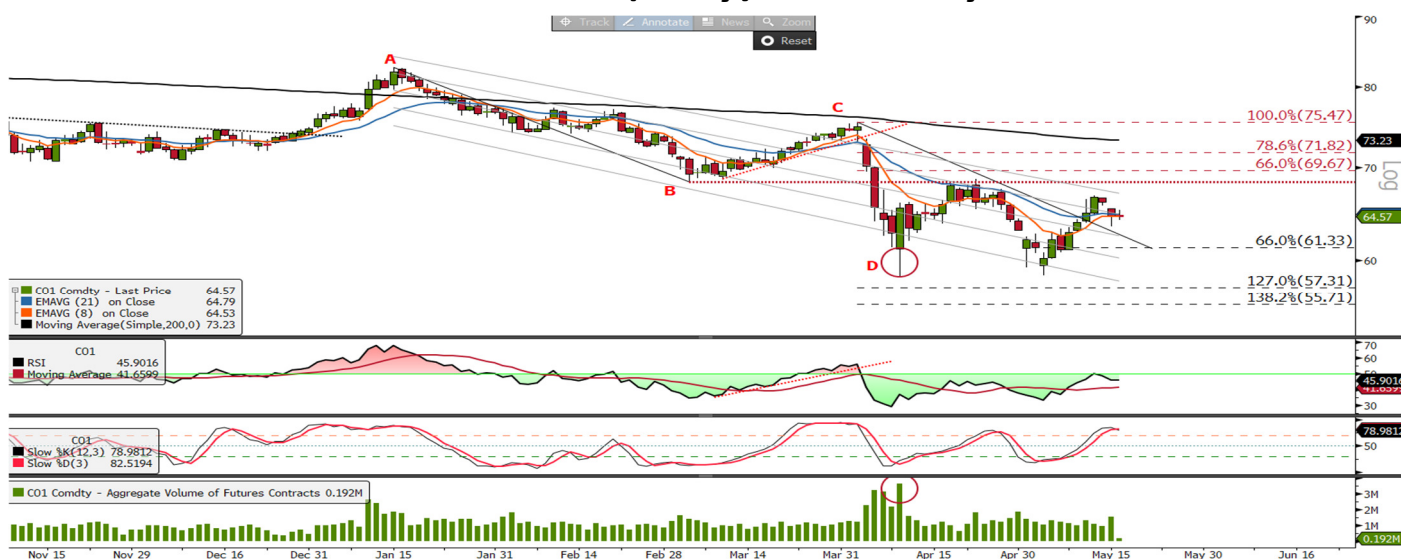 Track Annotate News Zoom
Reset
A
B
C
D
90
80
70
60
Log
100.0%(75.47)
78.6%(71.82)
66.0%(69.67)
66.0%(61.33)
127.0%(57.31)
138.2%(55.71)
73.23
64.57
CO1 Comdty - Last Price 64.57
EMAVG (21) on Close 64.79
EMAVG (8) on Close 64.53
Moving Average(Simple,200,0) 73.23
CO1
RSI 45.9016
Moving Average 41.6599
70
60
45.9016
30
CO1
Slow %K(12,3) 78.9812
Slow %D(3) 82.5194
78.9812
50
CO1 Comdty - Aggregate Volume of Futures Contracts 0.192M
3M
2M
1M
0.192M
Nov 15 Nov 29 Dec 16 Dec 31 Jan 15 Jan 31 Feb 14 Feb 28 Mar 14 Mar 31 Apr 15 Apr 30 May 15 May 30 Jun 16